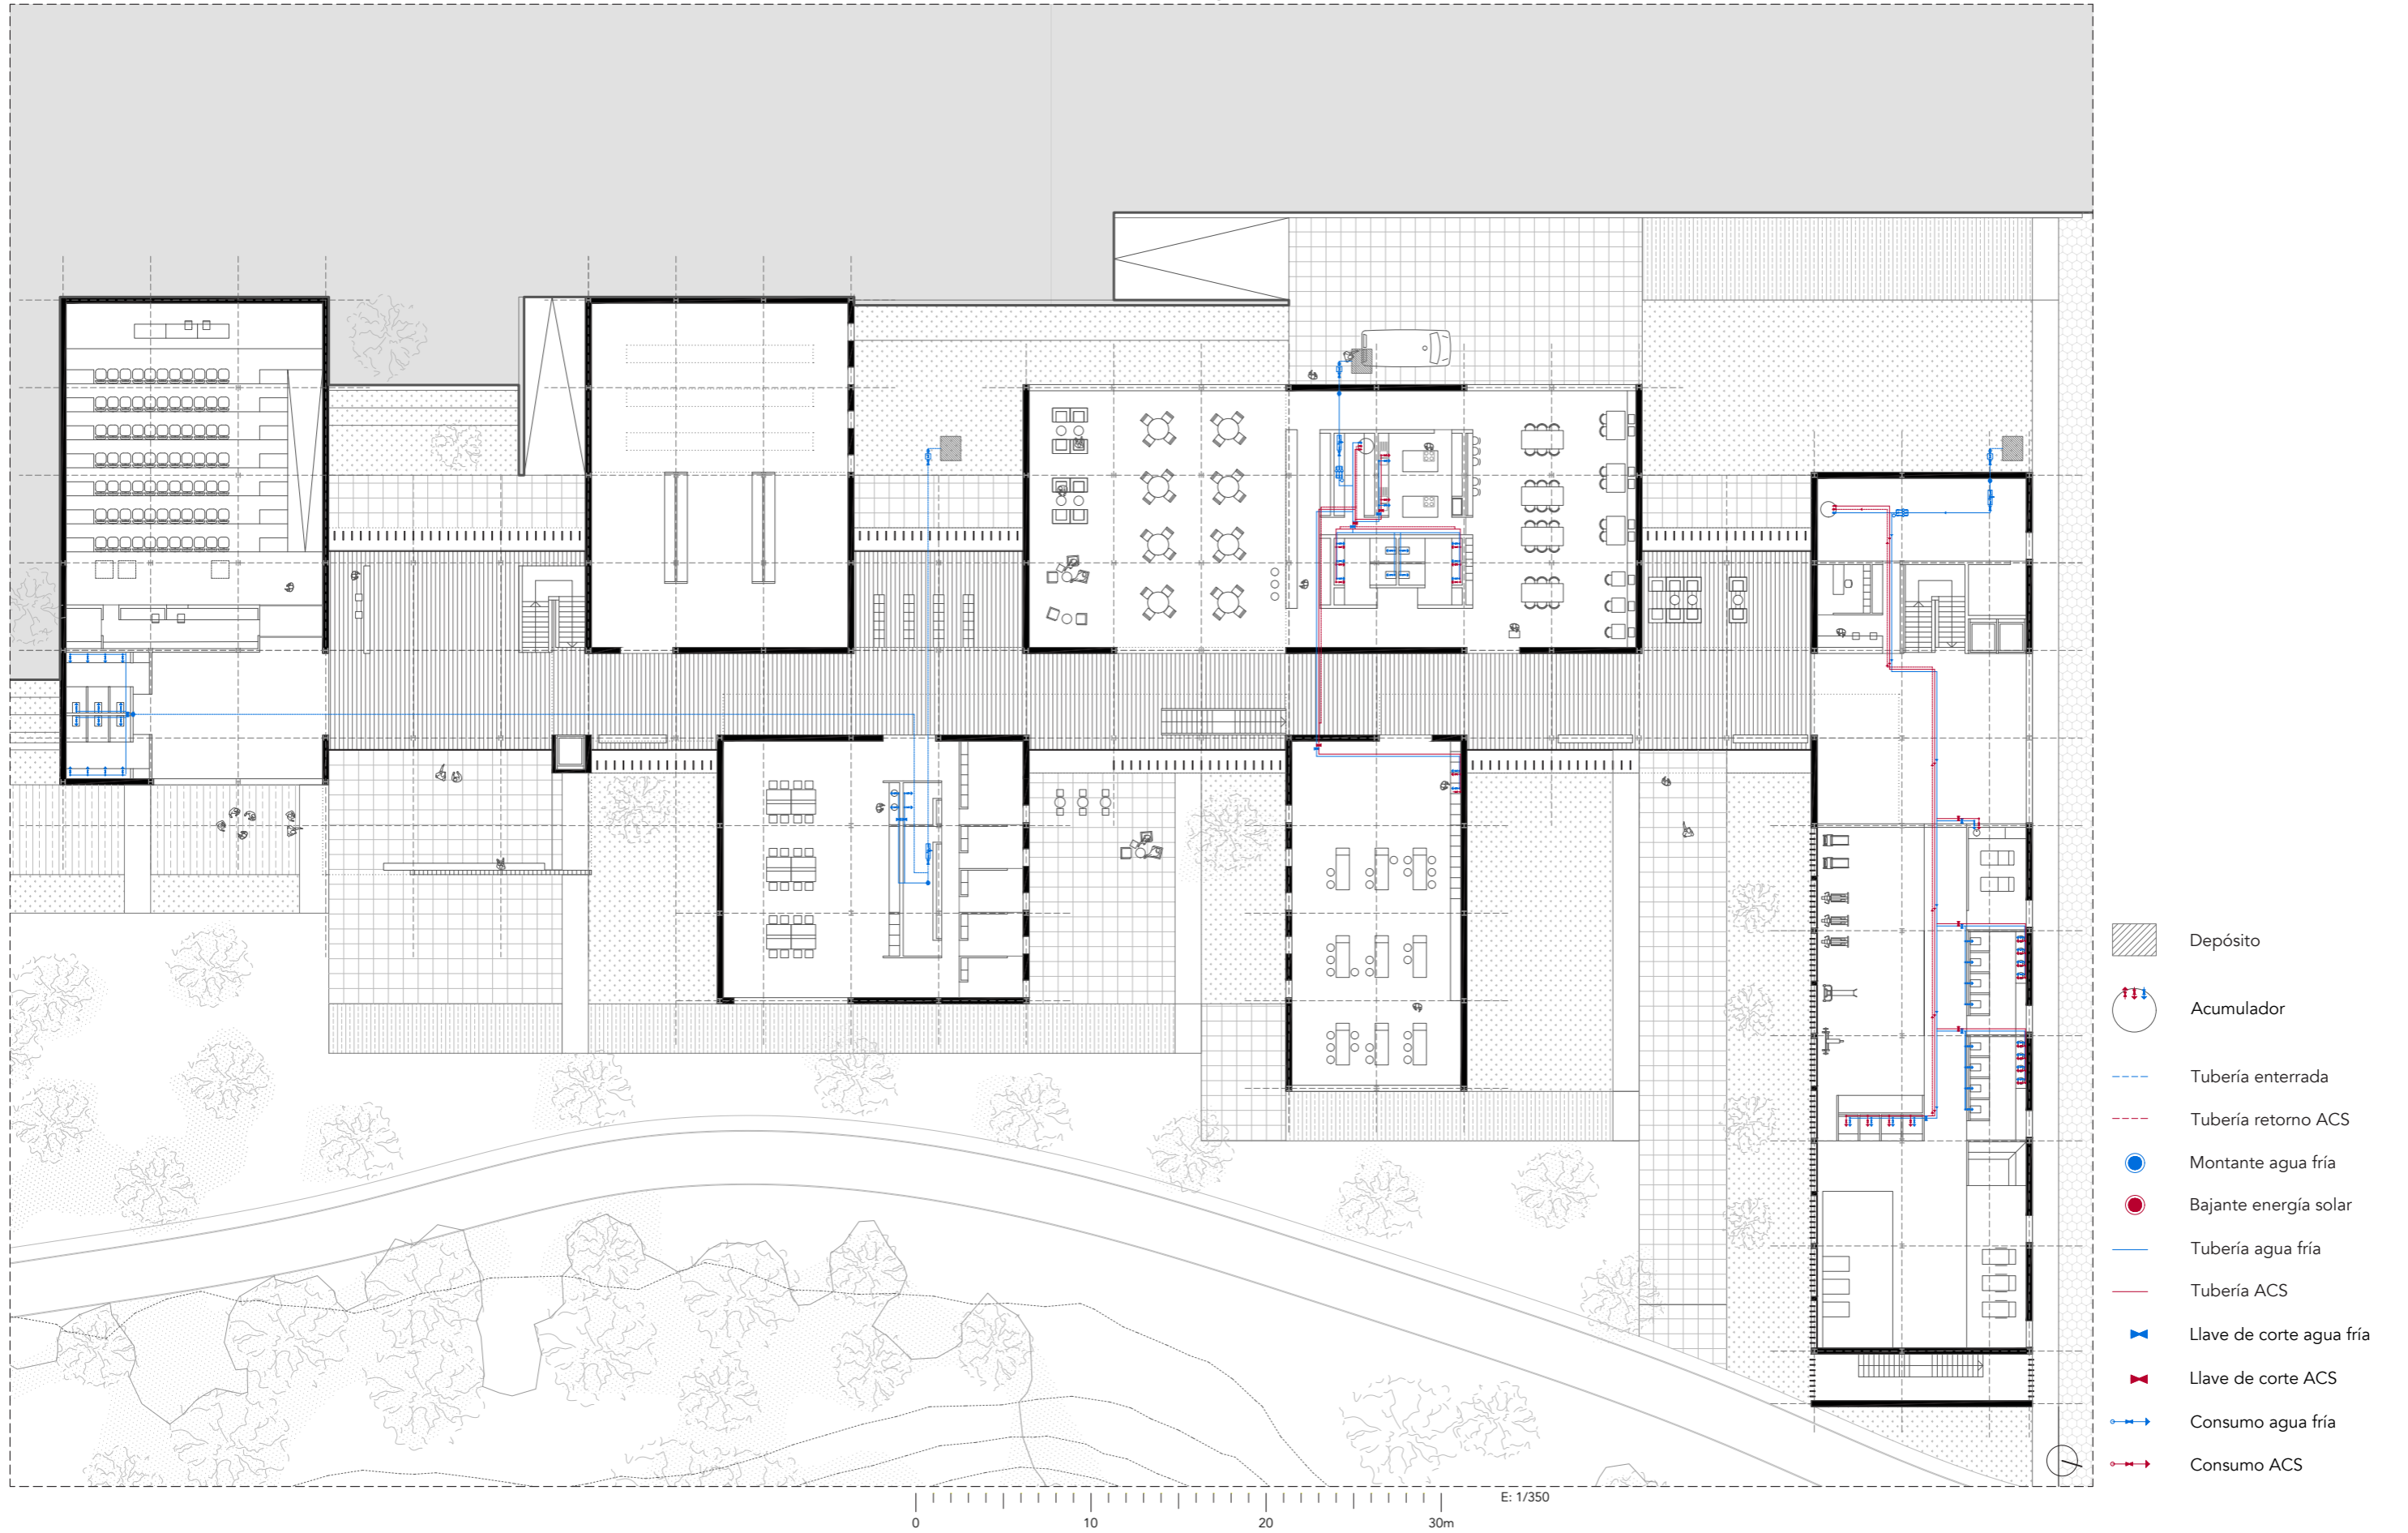 Depósito
Acumulador
Tubería enterrada
Tubería retorno ACS
Montante agua fría
Bajante energía solar
Tubería agua fría
Tubería ACS
Llave de corte agua fría
Llave de corte ACS
Consumo agua fría
Consumo ACS
E: 1/350
0 10 20 30m